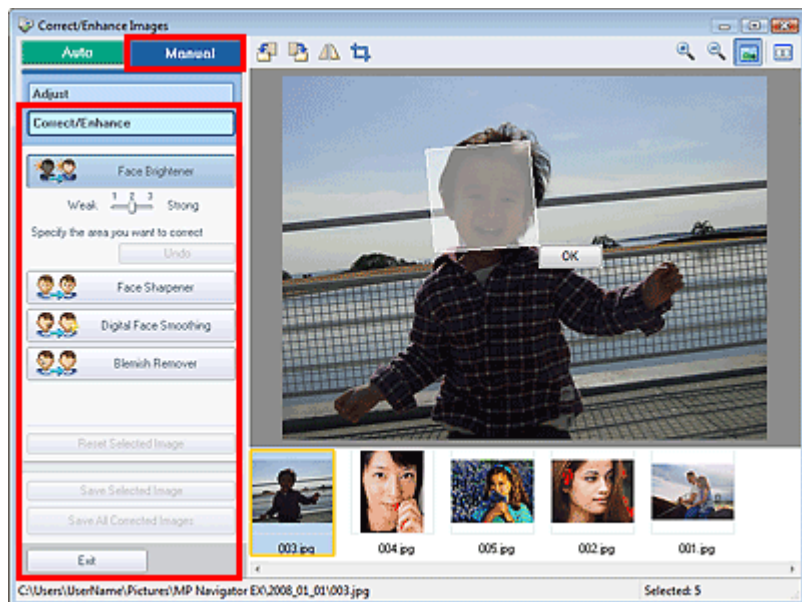 Correct/Enhance Images
Auto Manual
Adjust
Correct/Enhance
Face Brightener
1 2 3
Weak Strong
Specify the area you want to correct
Undo
OK
Face Sharpener
Digital Face Smoothing
Blemish Remover
Reset Selected Image
Save Selected Image
Save All Corrected Images
Exit
003.jpg 004.jpg 005.jpg 002.jpg 001.jpg
C:\Users\UserName\Pictures\MP Navigator EX\2008_01_01\003.jpg Selected: 5